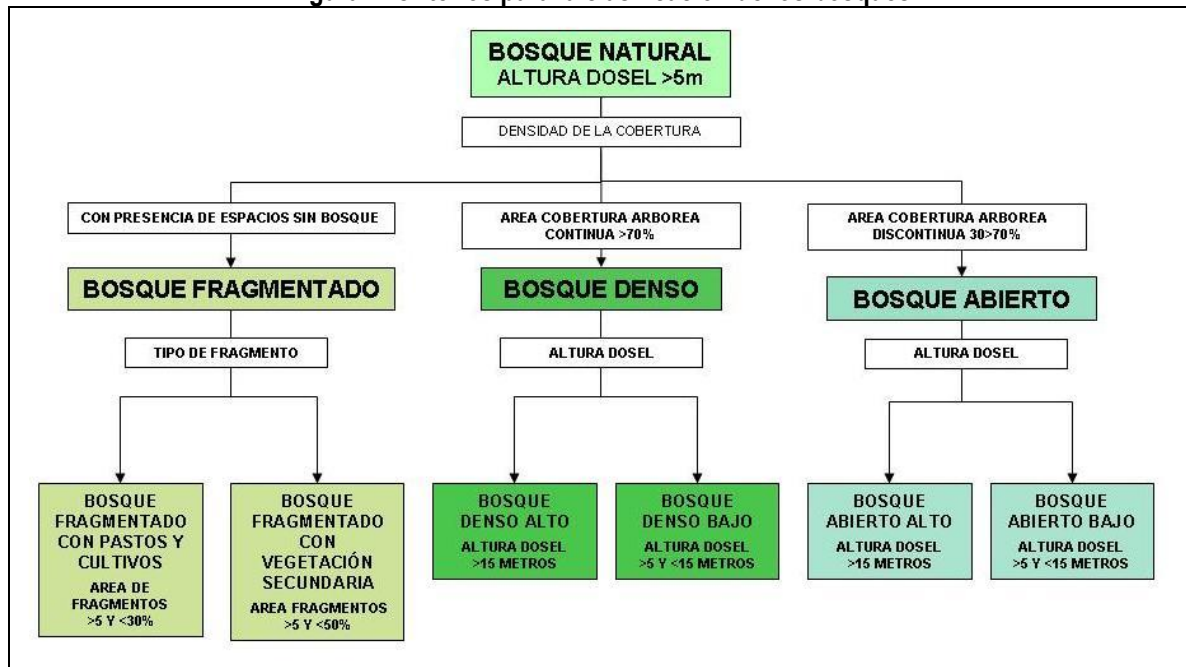 BOSQUE NATURAL
ALTURA DOSEL >5m
DENSIDAD DE LA COBERTURA
CON PRESENCIA DE ESPACIOS SIN BOSQUE
AREA COBERTURA ARBOREA
CONTINUA >70%
AREA COBERTURA ARBOREA
DISCONTINUA 30>70%
BOSQUE FRAGMENTADO
BOSQUE DENSO
BOSQUE ABIERTO
TIPO DE FRAGMENTO
ALTURA DOSEL
ALTURA DOSEL
BOSQUE
FRAGMENTADO
CON PASTOS Y
CULTIVOS
AREA DE
FRAGMENTOS
>5 Y <30%
BOSQUE
FRAGMENTADO
CON
VEGETACIÓN
SECUNDARIA
AREA FRAGMENTOS
>5 Y <50%
BOSQUE
DENSO ALTO
ALTURA DOSEL
>15 METROS
BOSQUE
DENSO BAJO
ALTURA DOSEL
>5 Y <15 METROS
BOSQUE
ABIERTO ALTO
ALTURA DOSEL
>15 METROS
BOSQUE
ABIERTO BAJO
ALTURA DOSEL
>5 Y <15 METROS